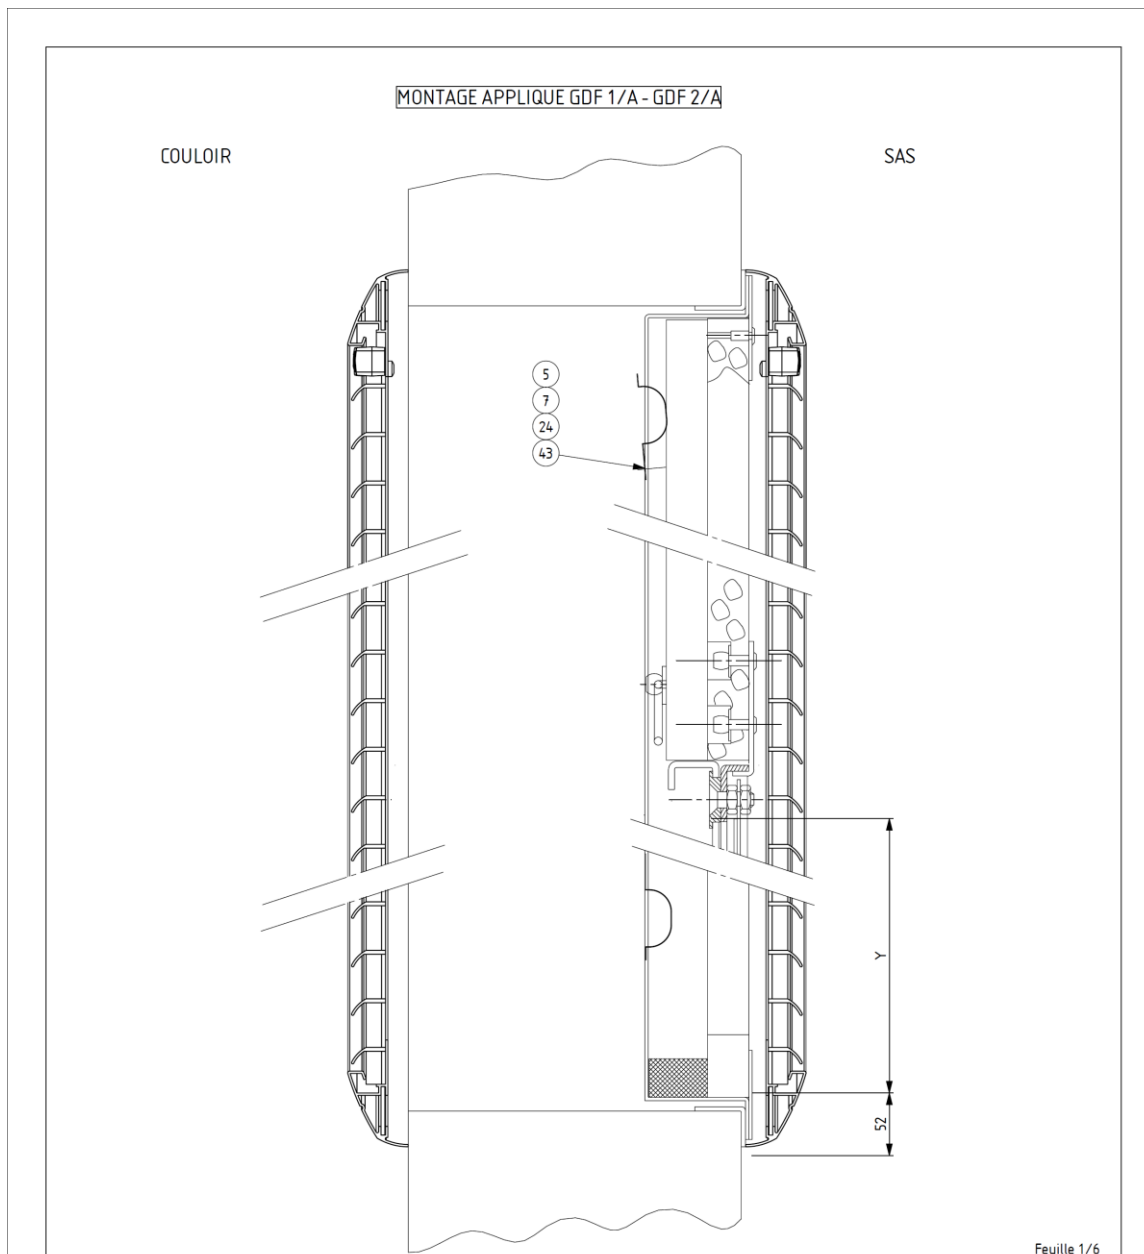 MONTAGE APPLIQUE GDF 1/A - GDF 2/A
COULOIR
SAS
5
7
24
43
Y
52
Feuille 1/6